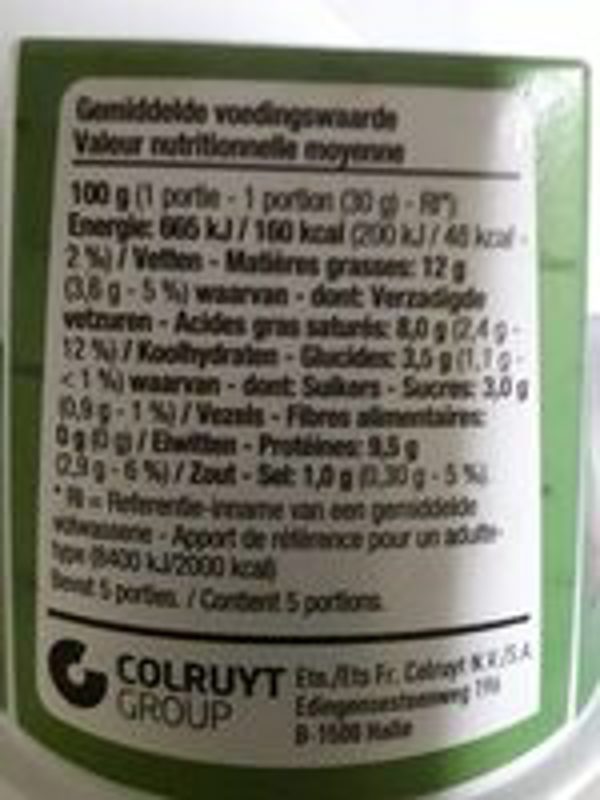 Gemiddelde voedingswaarde
Valeur nutritionnelle moyenne
100 g (1 portie - 1 portion (30 g) - RI*)
Energie: 665 kJ / 160 kcal (200 kJ / 48 kcal -
2 %) / Vetten - Matières grasses: 12 g
(3,6 g - 5 %) waarvan - dont: Verzadigde
vetzuren - Acides gras saturés: 8,0 g (2,4 g -
12 %) / Koolhydraten - Glucides: 3,5 g (1,1 g -
< 1 %) waarvan - dont: Suikers - Sucres: 3,0 g
(0,9 g - 1 %) / Vezels - Fibres alimentaires:
0 g (0 g) / Eiwitten - Protéines: 9,5 g
(2,9 g - 6 %) / Zout - Sel: 1,0 g (0,30 g - 5 %).
* RI = Referentie-inname van een gemiddelde
volwassene - Apport de référence pour un adulte-
type (8400 kJ/2000 kcal)
Bevat 5 porties. / Contient 5 portions.
COLRUYT
GROUP
Etn./Ets Fr. Colruyt N.V./S.A.
Edingensesteenweg 196
B-1500 Halle